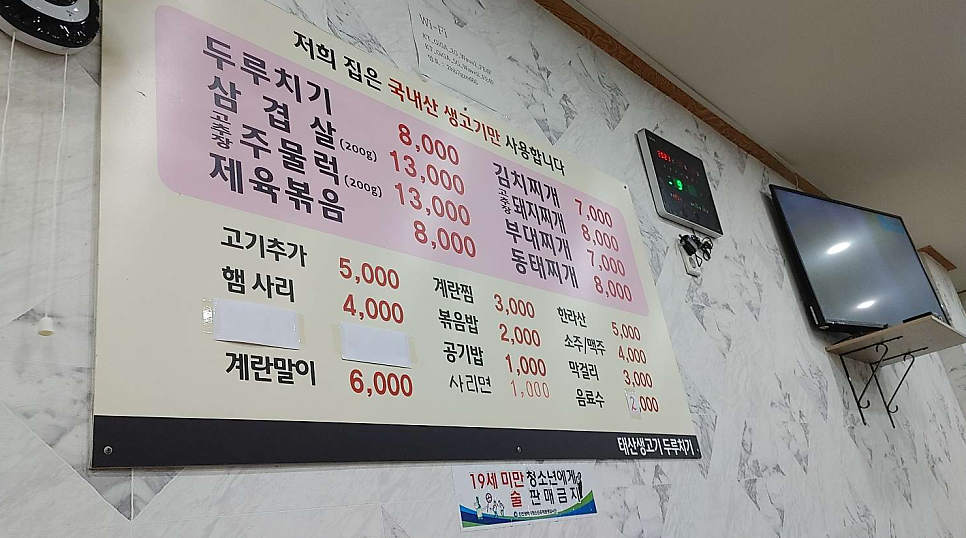 Wi-Fi
저희 집은 국내산 생고기만 사용합니다
두루치기 8,000
삼겹살 (200g) 13,000
고추장 주물럭 (200g) 13,000
제육볶음 8,000
김치찌개 7,000
고추장 돼지찌개 8,000
부대찌개 7,000
동태찌개 8,000
고기추가 5,000
햄 사리 4,000
계란말이 6,000
계란찜 3,000
볶음밥 2,000
공기밥 1,000
사리면 1,000
한라산 5,000
소주/맥주 4,000
막걸리 3,000
음료수 2,000
태산생고기 두루치기
19세 미만 청소년에게
술 판매금지